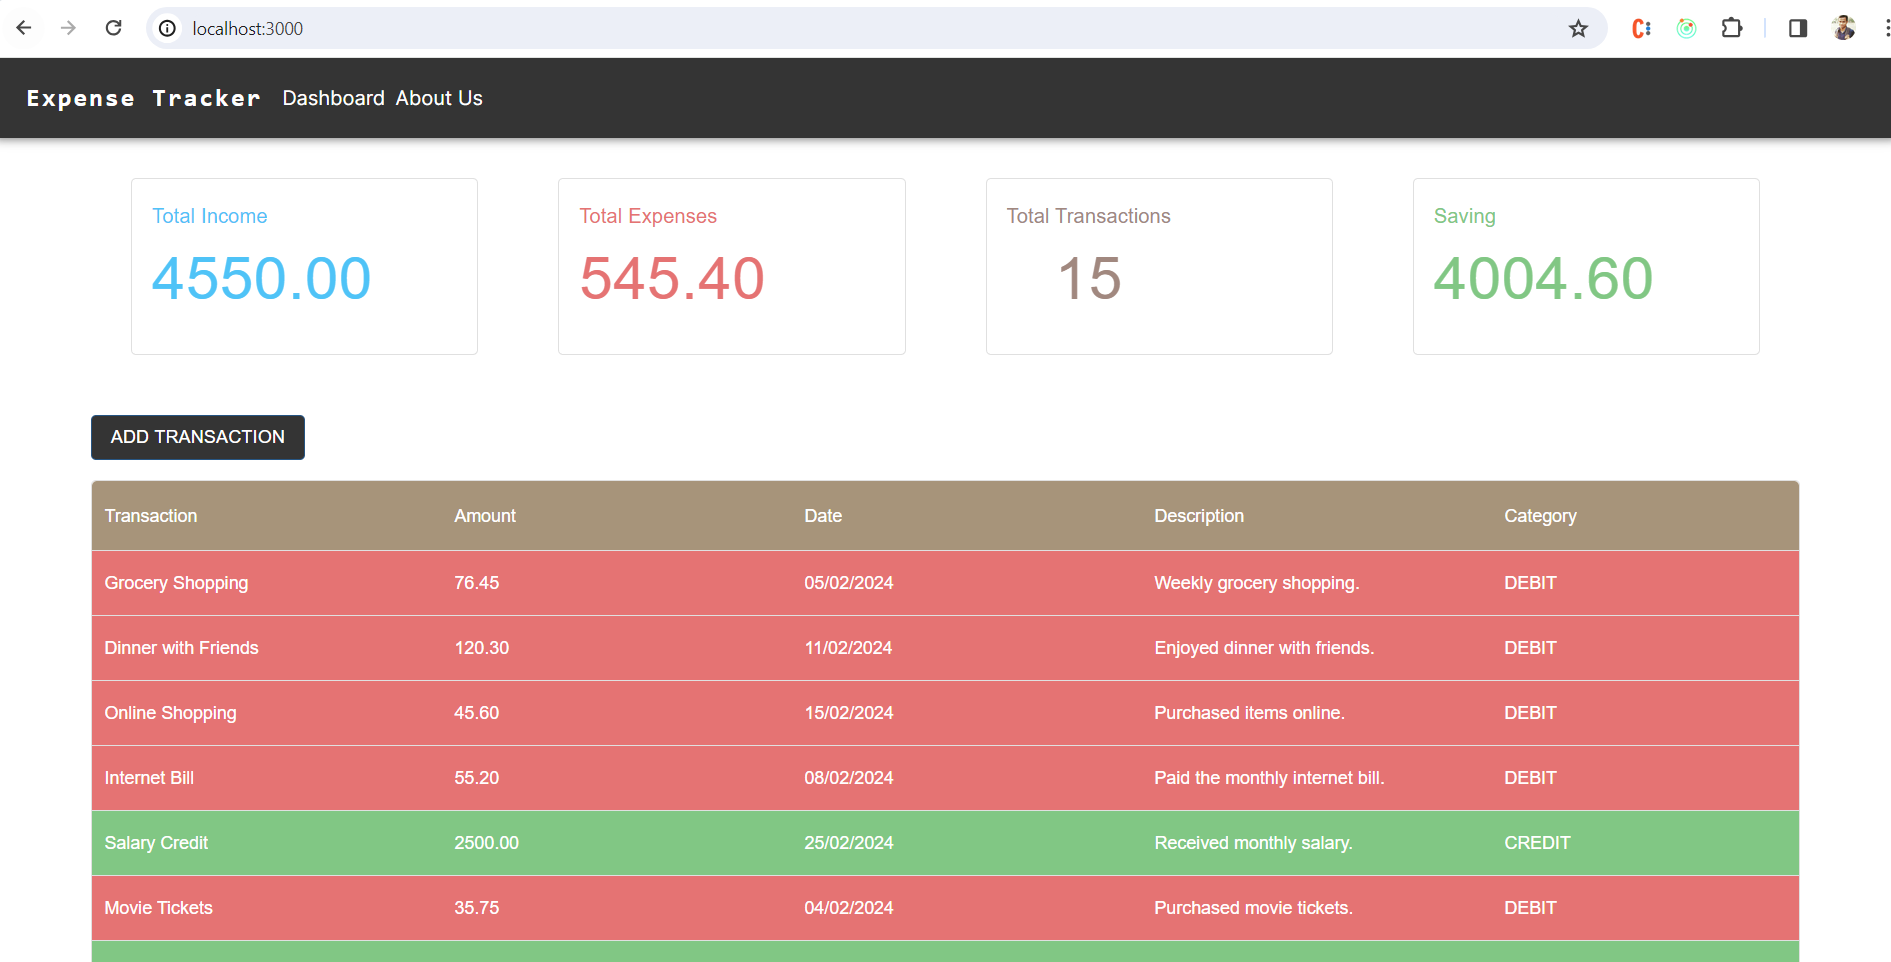 localhost:3000
Expense Tracker Dashboard About Us
Total Income Total Expenses Total Transactions Saving
4550.00 545.40 15 4004.60
ADD TRANSACTION
Transaction Amount Date Description Category
Grocery Shopping 76.45 05/02/2024 Weekly grocery shopping. DEBIT
Dinner with Friends 120.30 11/02/2024 Enjoyed dinner with friends. DEBIT
Online Shopping 45.60 15/02/2024 Purchased items online. DEBIT
Internet Bill 55.20 08/02/2024 Paid the monthly internet bill. DEBIT
Salary Credit 2500.00 25/02/2024 Received monthly salary. CREDIT
Movie Tickets 35.75 04/02/2024 Purchased movie tickets. DEBIT